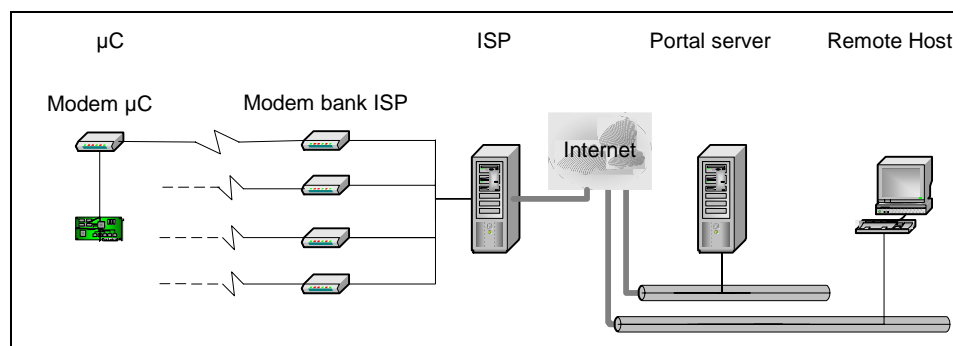 µC
ISP
Portal server
Remote Host
Modem µC
Modem bank ISP
Internet